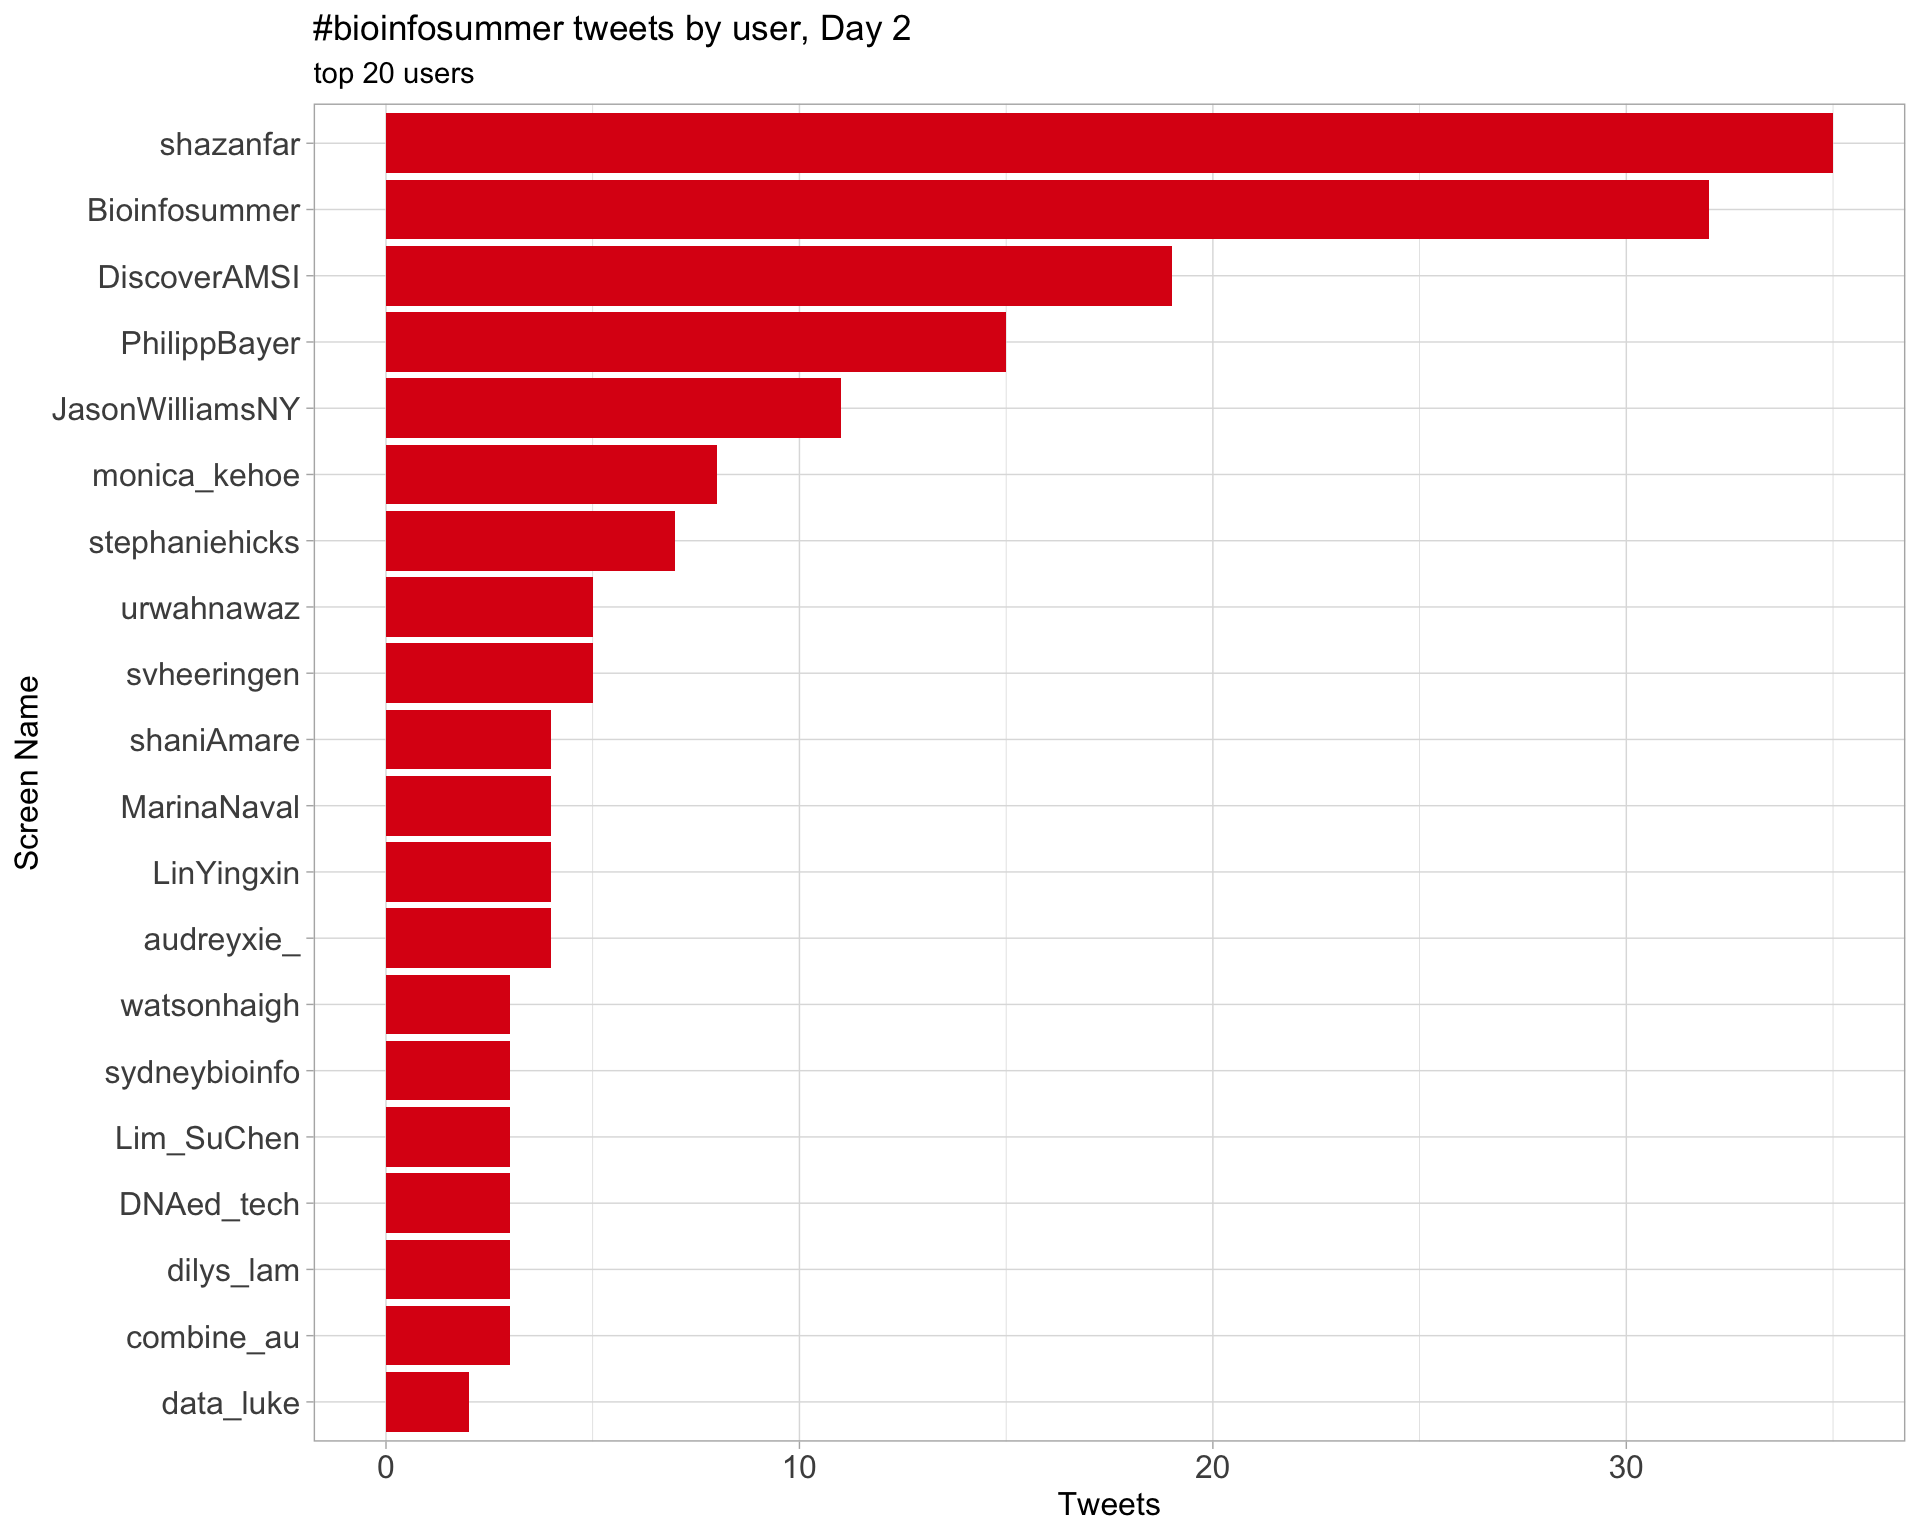 #bioinfosummer tweets by user, Day 2
top 20 users
Screen Name
shazanfar
Bioinfosummer
DiscoverAMSI
PhilippBayer
JasonWilliamsNY
monica_kehoe
stephaniehicks
urwahnawaz
svheeringen
shaniAmare
MarinaNaval
LinYingxin
audreyxie_
watsonhaigh
sydneybioinfo
Lim_SuChen
DNAed_tech
dilys_lam
combine_au
data_luke
0 10 20 30
Tweets